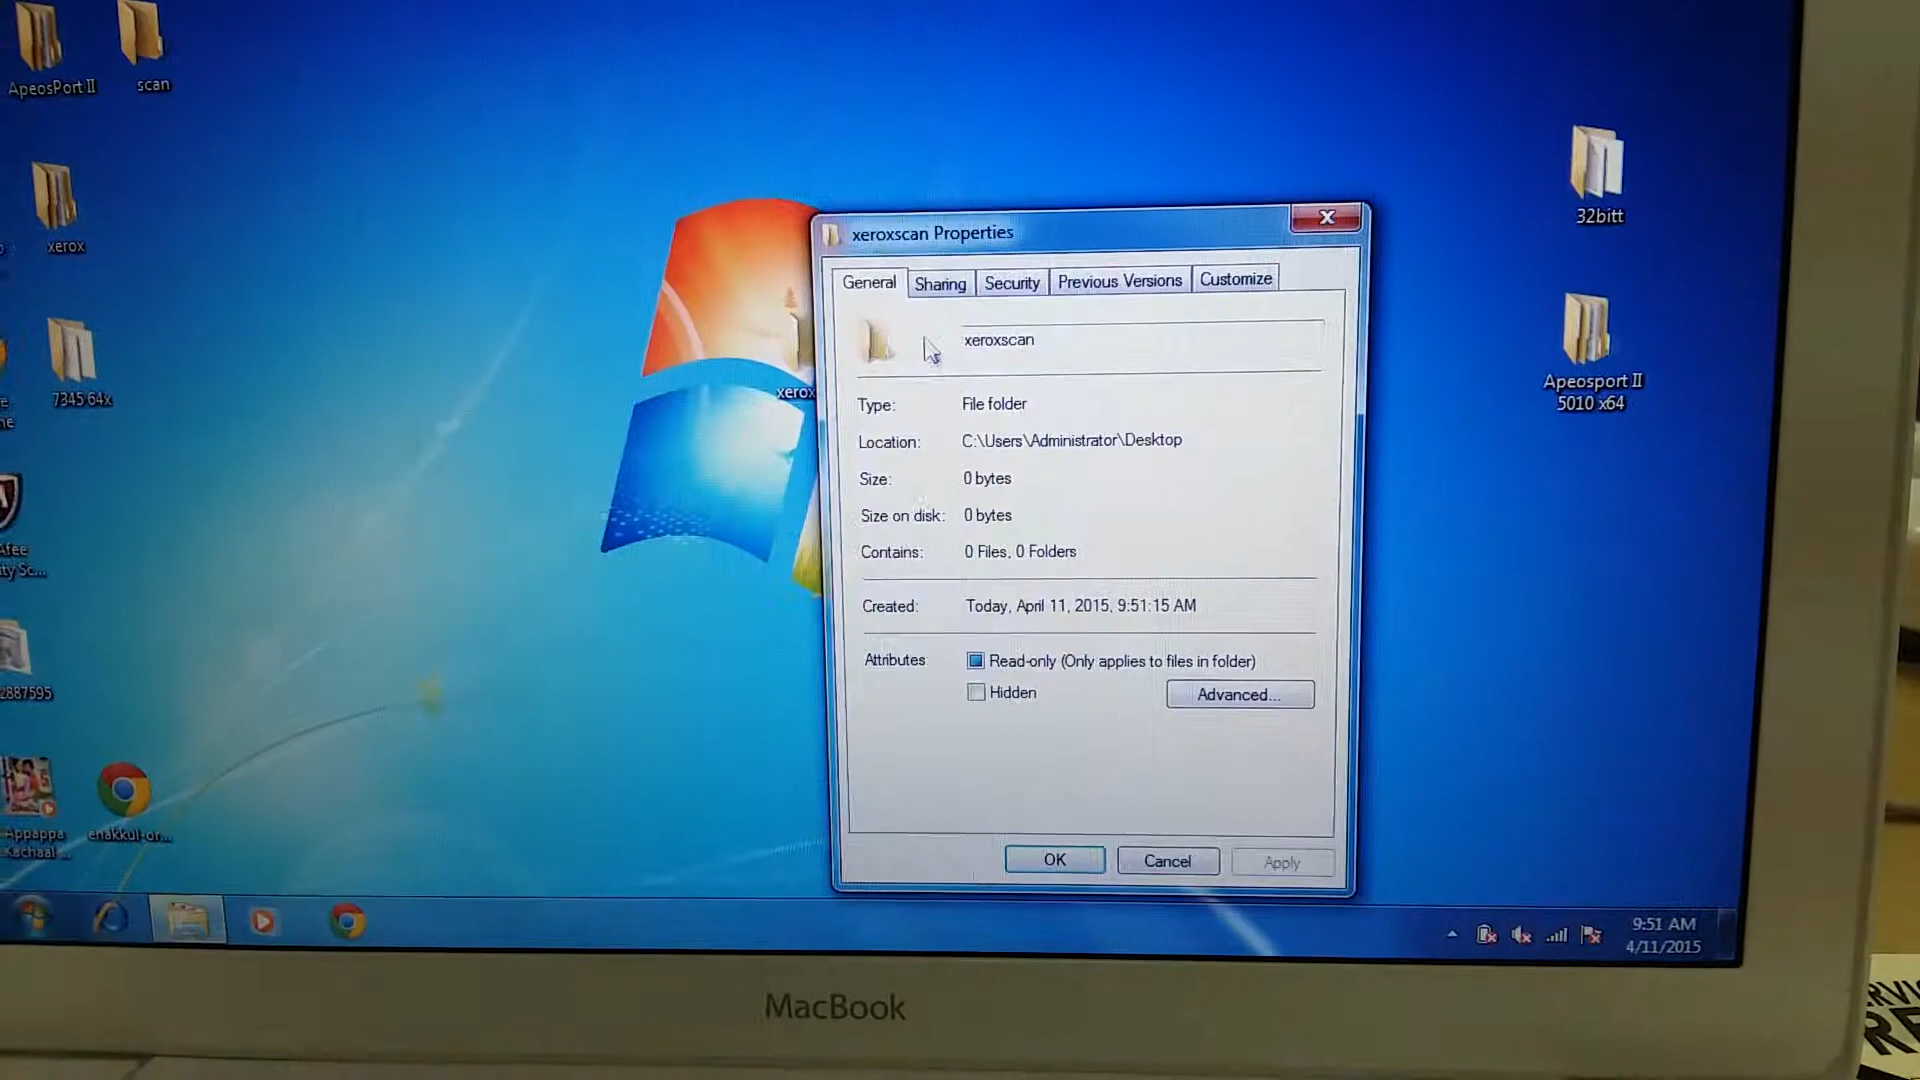 ApeosPort II
scan
xerox
7345 64x
ty Sc...
2887595
Appappa
Kachaal ...
enakkul-or...
xerox
32bitt
Apeosport II
5010 x64
xeroxscan Properties
General
Sharing
Security
Previous Versions
Customize
xeroxscan
Type: File folder
Location: C:\Users\Administrator\Desktop
Size: 0 bytes
Size on disk: 0 bytes
Contains: 0 Files, 0 Folders
Created: Today, April 11, 2015, 9:51:15 AM
Attributes
Read-only (Only applies to files in folder)
Hidden
Advanced...
OK
Cancel
Apply
9:51 AM
4/11/2015
MacBook